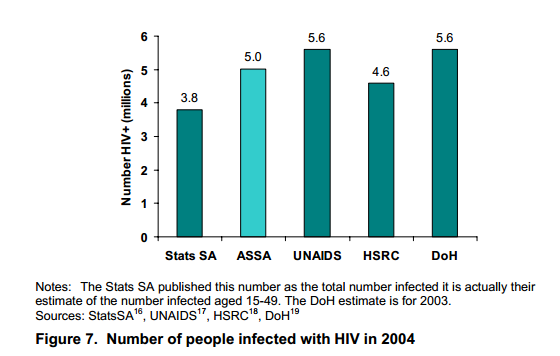 6
5
4
3
2
1
0
Number HIV+ (millions)
3.8
5.0
5.6
4.6
5.6
Stats SA ASSA UNAIDS HSRC DoH
Notes: The Stats SA published this number as the total number infected it is actually their
estimate of the number infected aged 15-49. The DoH estimate is for 2003.
Sources: StatsSA16, UNAIDS17, HSRC18, DoH19
Figure 7. Number of people infected with HIV in 2004